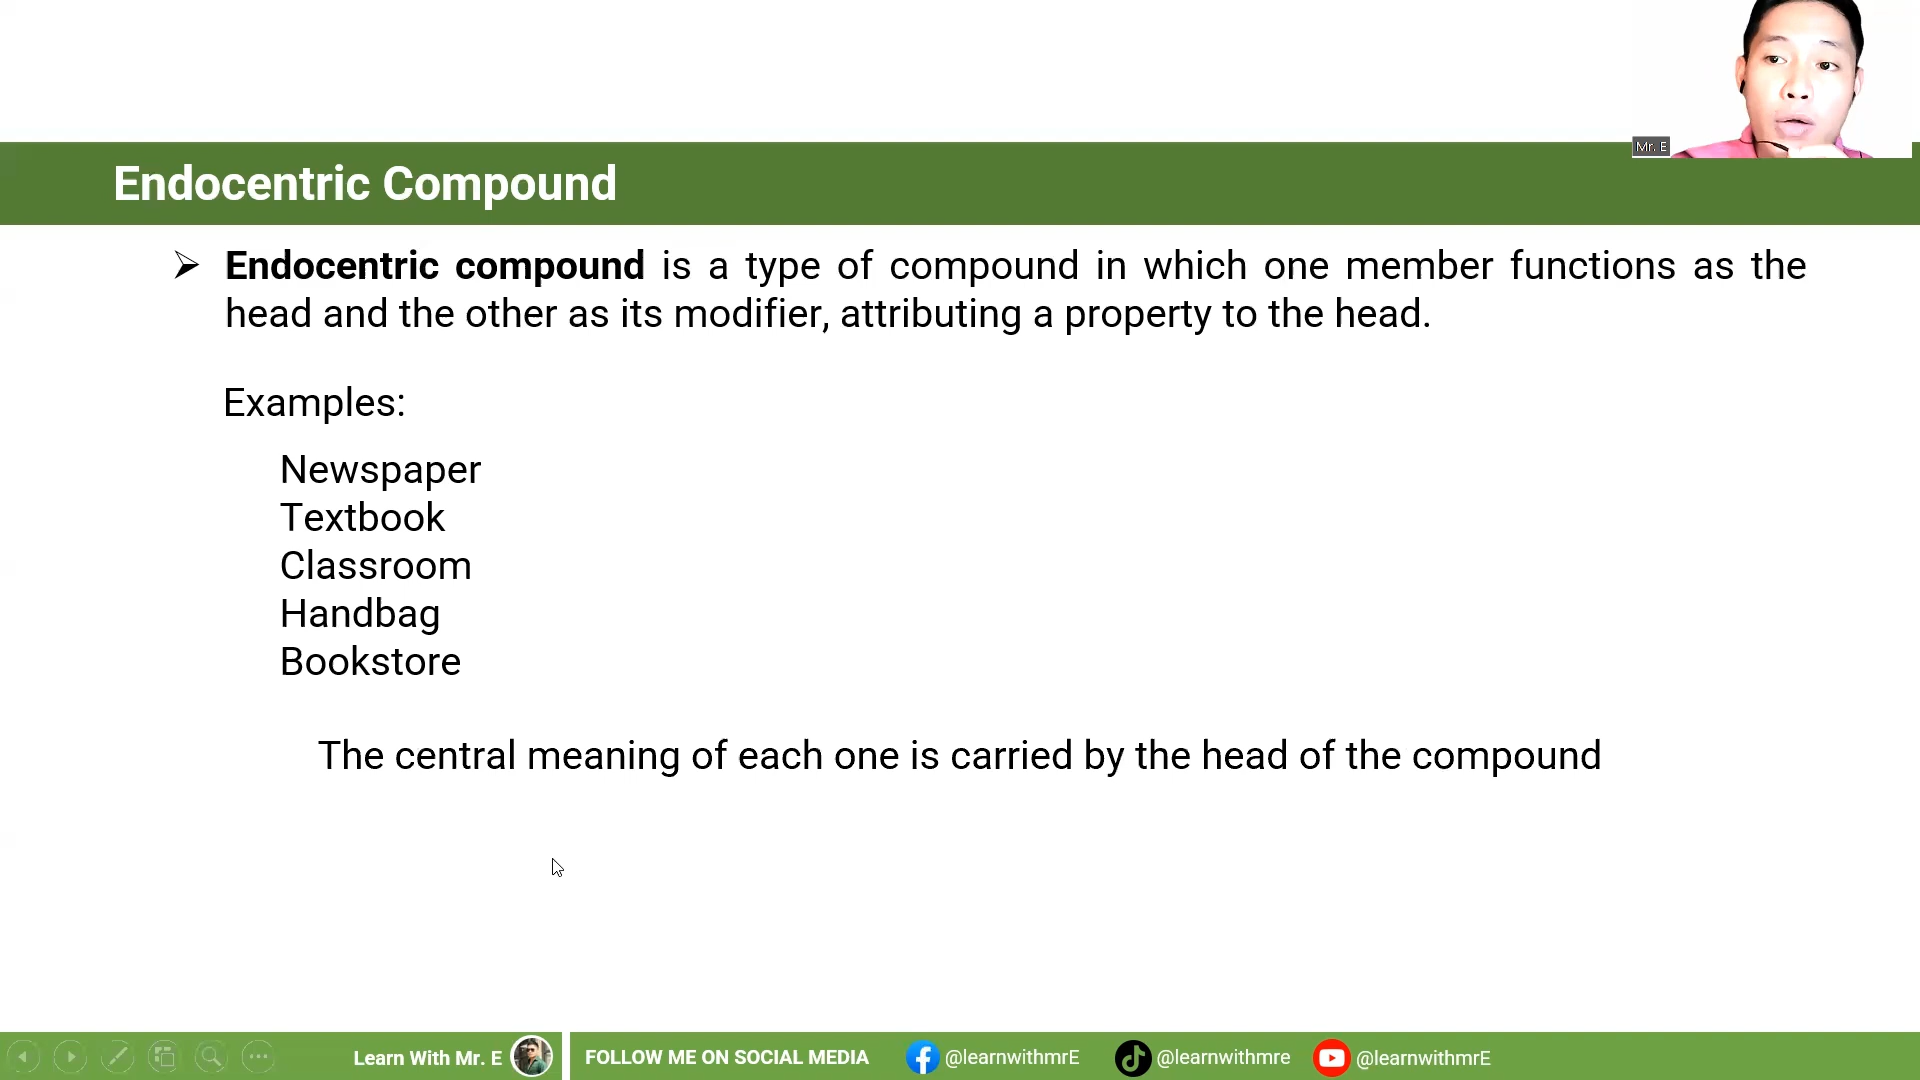 Mr. E
Endocentric Compound
Endocentric compound is a type of compound in which one member functions as the
head and the other as its modifier, attributing a property to the head.
Examples:
Newspaper
Textbook
Classroom
Handbag
Bookstore
The central meaning of each one is carried by the head of the compound
Learn With Mr. E
FOLLOW ME ON SOCIAL MEDIA
@learnwithmrE
@learnwithmre
@learnwithmrE